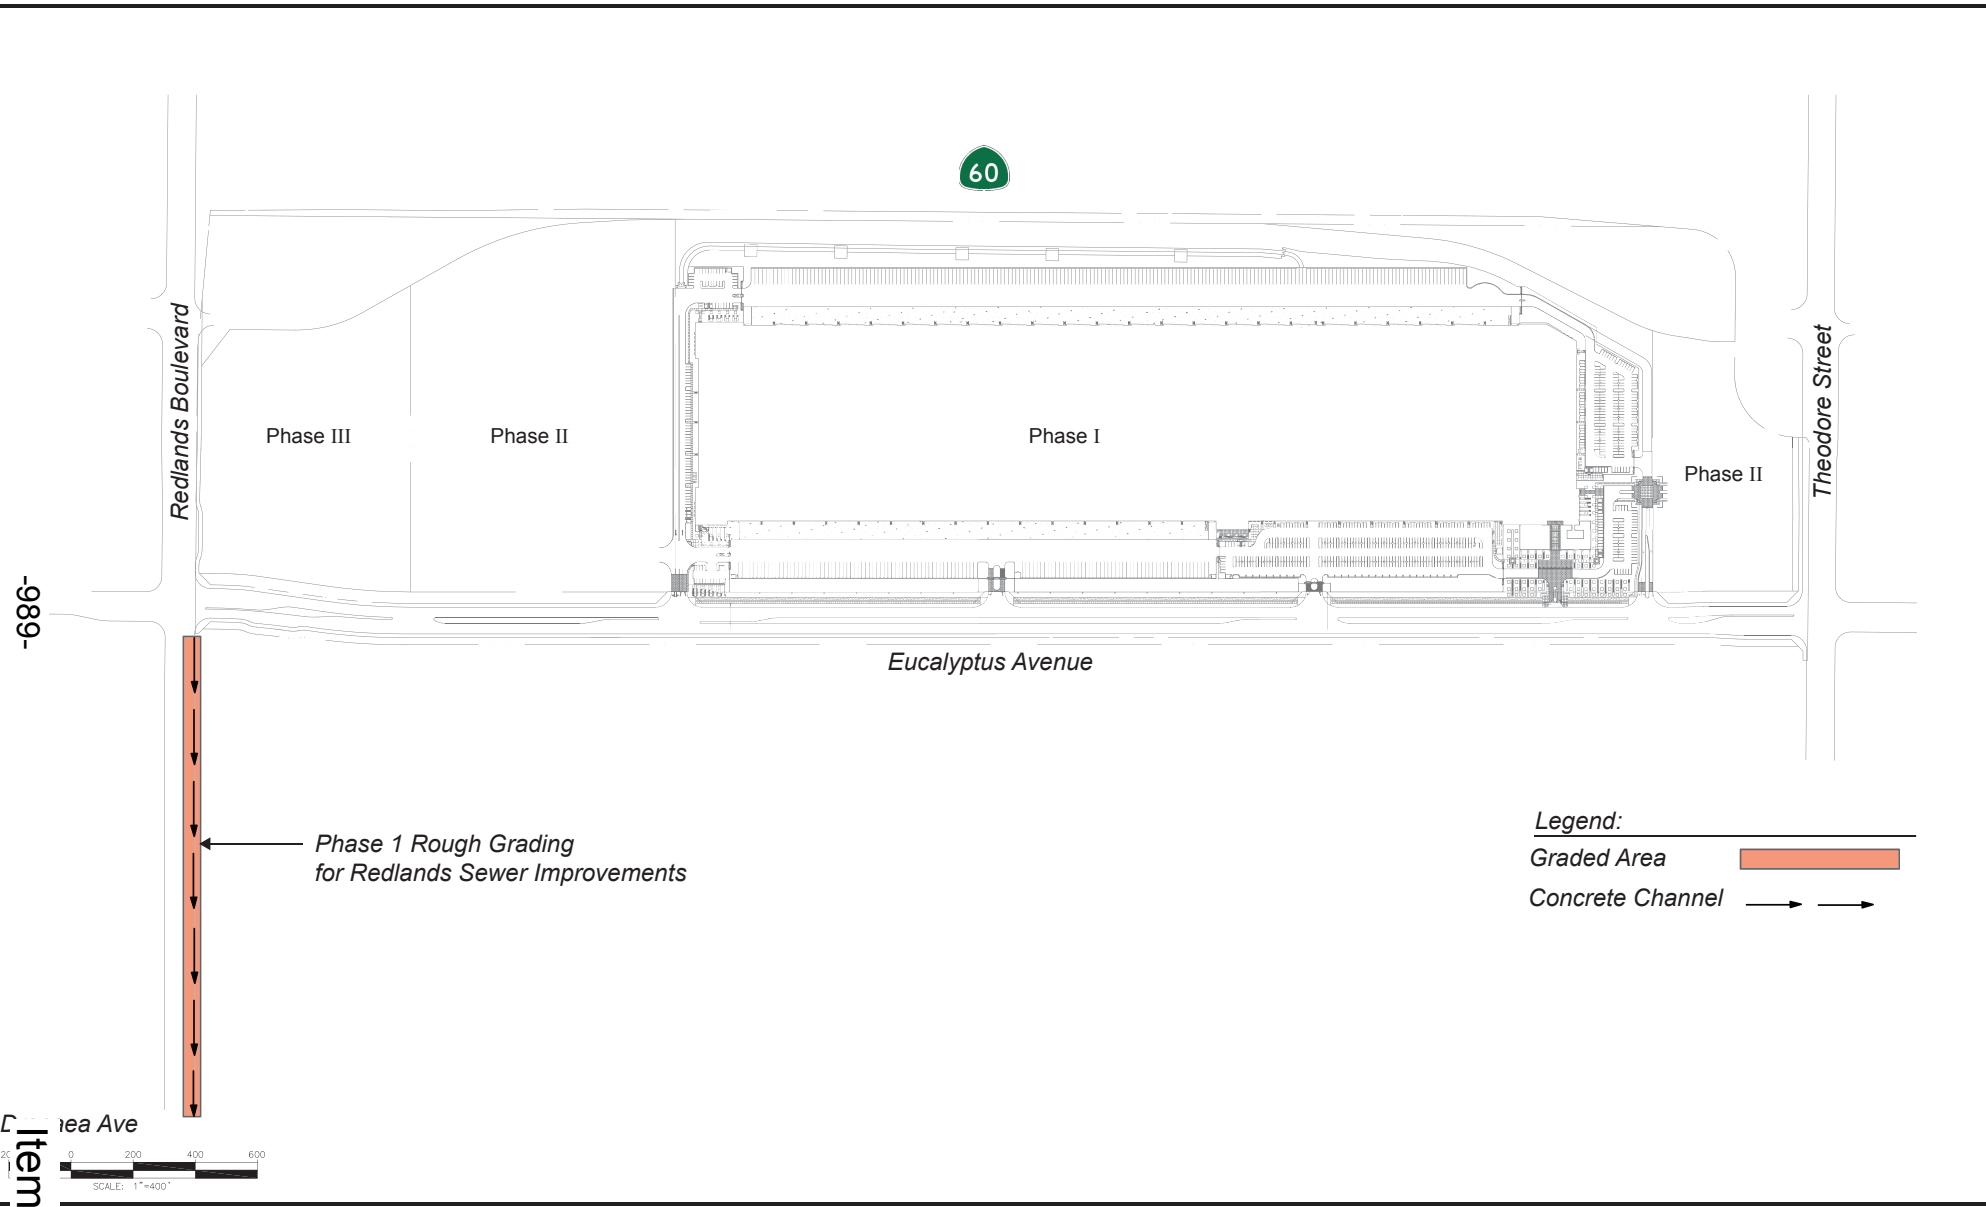 60
Redlands Boulevard
Theodore Street
Phase III
Phase II
Phase I
Phase II
-989-
Eucalyptus Avenue
Phase 1 Rough Grading
for Redlands Sewer Improvements
Legend:
Graded Area
Concrete Channel
Ave
Item
0 200 400 600
SCALE: 1"=400'